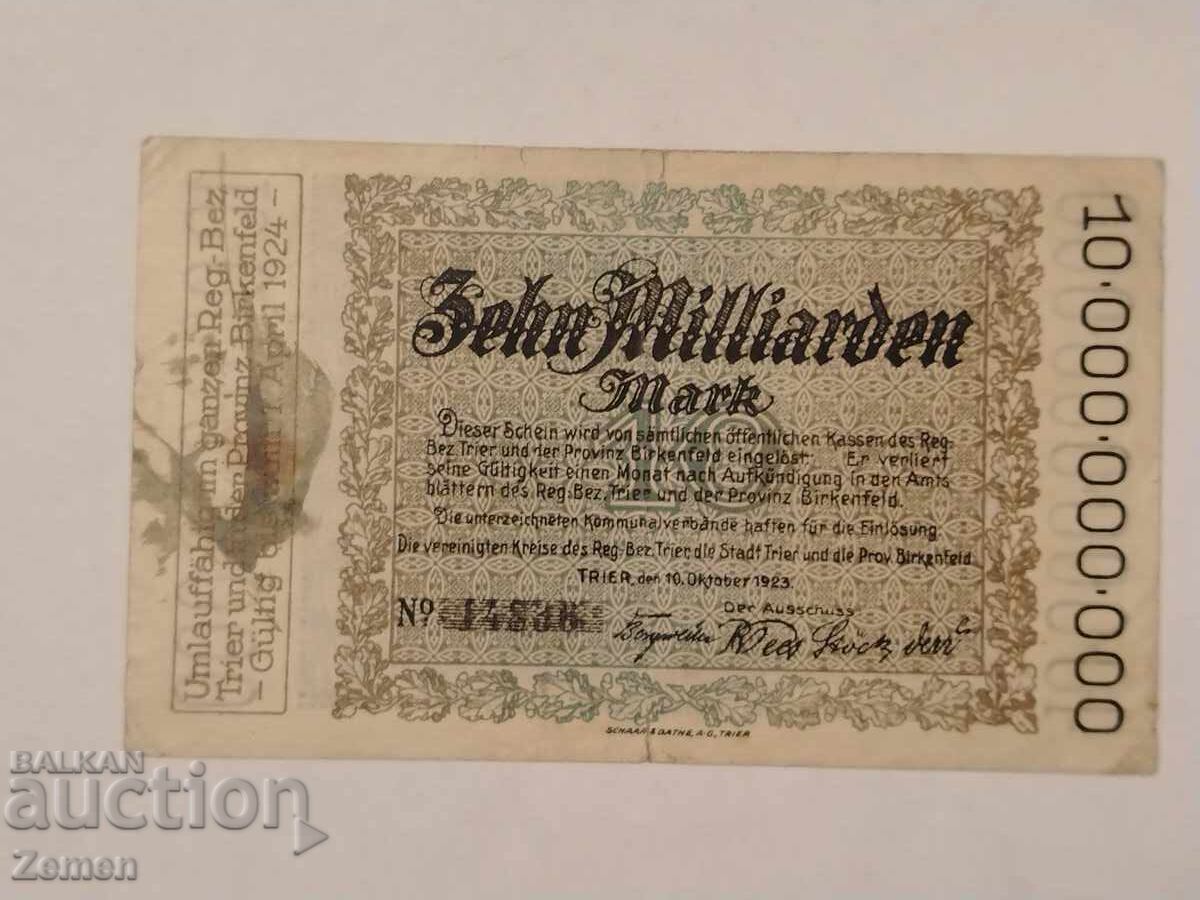 Umlauffähig im ganzen Reg.-Bez
Trier und in der Provinz Birkenfeld
– Gültig bis zum 1. April 1924 –
Zehn Milliarden
Mark
Dieser Schein wird von sämtlichen öffentlichen Kassen des Reg-
Bez. Trier und der Provinz Birkenfeld eingelöst. Er verliert
seine Gültigkeit einen Monat nach Aufkündigung in den Amts
blättern des Reg.-Bez. Trier und der Provinz Birkenfeld.
Die unterzeichneten Kommunalverbände haften für die Einlösung.
Die vereinigten Kreise des Reg.-Bez. Trier die Stadt Trier und die Prov. Birkenfeld
TRIER, den 10. Oktober 1923.
No. 14836
Der Ausschuss:
SCHAAR & DATHE, A.G., TRIER
10·000·000·000
10
BALKAN
auction
Zemen